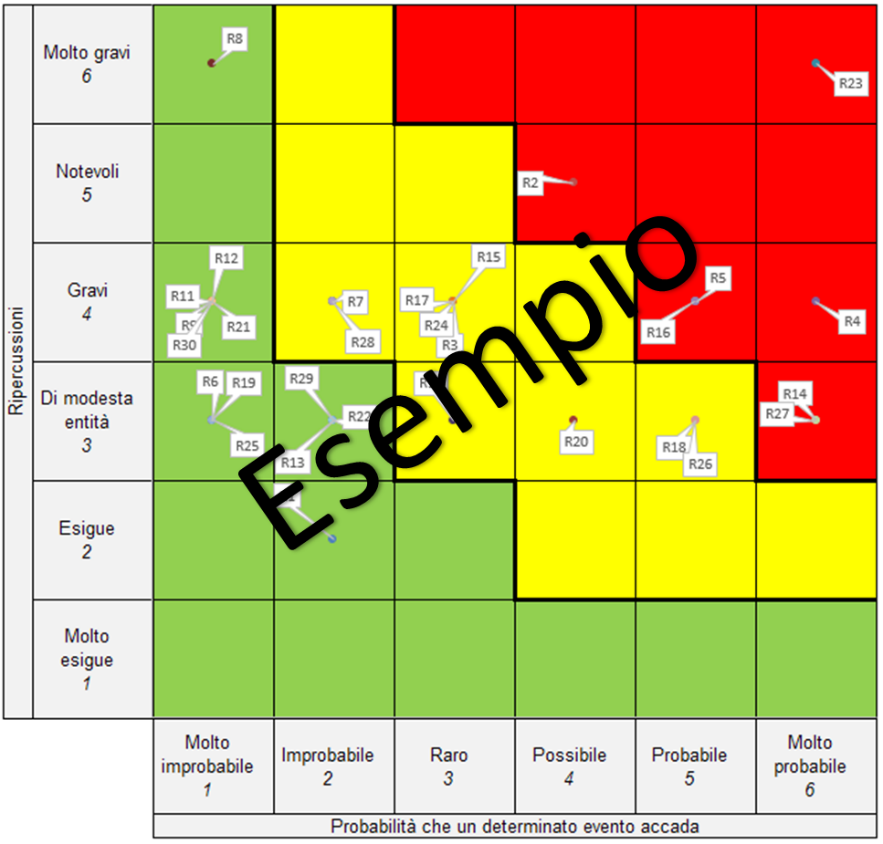 Ripercussioni
Molto gravi
6
R8
R23
Notevoli
5
R2
Gravi
4
R12
R11
R30
R21
R7
R28
R15
R17
R24
R3
R5
R16
R4
Di modesta
entità
3
R6
R19
R25
R29
R22
R13
R20
R18
R26
R14
R27
Esigue
2
Molto
esigue
1
Esempio
Molto
improbabile
1
Improbabile
2
Raro
3
Possibile
4
Probabile
5
Molto
probabile
6
Probabilità che un determinato evento accada